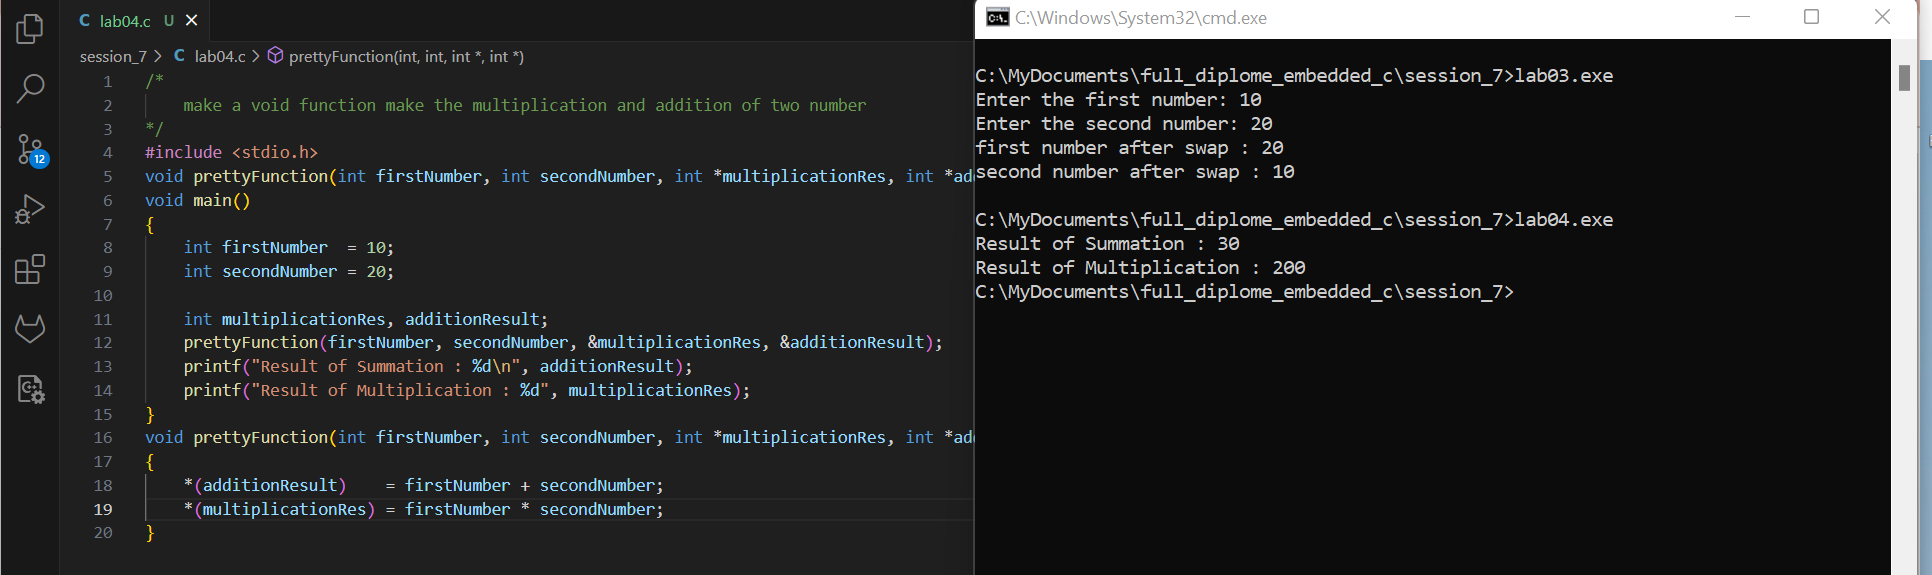 lab04.c U
session_7 > lab04.c > prettyFunction(int, int, int *, int *)
1 /*
2     make a void function make the multiplication and addition of two number
3 */
4 #include <stdio.h>
5 void prettyFunction(int firstNumber, int secondNumber, int *multiplicationRes, int *ad
6 void main()
7 {
8     int firstNumber  = 10;
9     int secondNumber = 20;
10
11     int multiplicationRes, additionResult;
12     prettyFunction(firstNumber, secondNumber, &multiplicationRes, &additionResult);
13     printf("Result of Summation : %d\n", additionResult);
14     printf("Result of Multiplication : %d", multiplicationRes);
15 }
16 void prettyFunction(int firstNumber, int secondNumber, int *multiplicationRes, int *ad
17 {
18     *(additionResult)    = firstNumber + secondNumber;
19     *(multiplicationRes) = firstNumber * secondNumber;
20 }
12
C:\Windows\System32\cmd.exe
C:\MyDocuments\full_diplome_embedded_c\session_7>lab03.exe
Enter the first number: 10
Enter the second number: 20
first number after swap : 20
second number after swap : 10
C:\MyDocuments\full_diplome_embedded_c\session_7>lab04.exe
Result of Summation : 30
Result of Multiplication : 200
C:\MyDocuments\full_diplome_embedded_c\session_7>